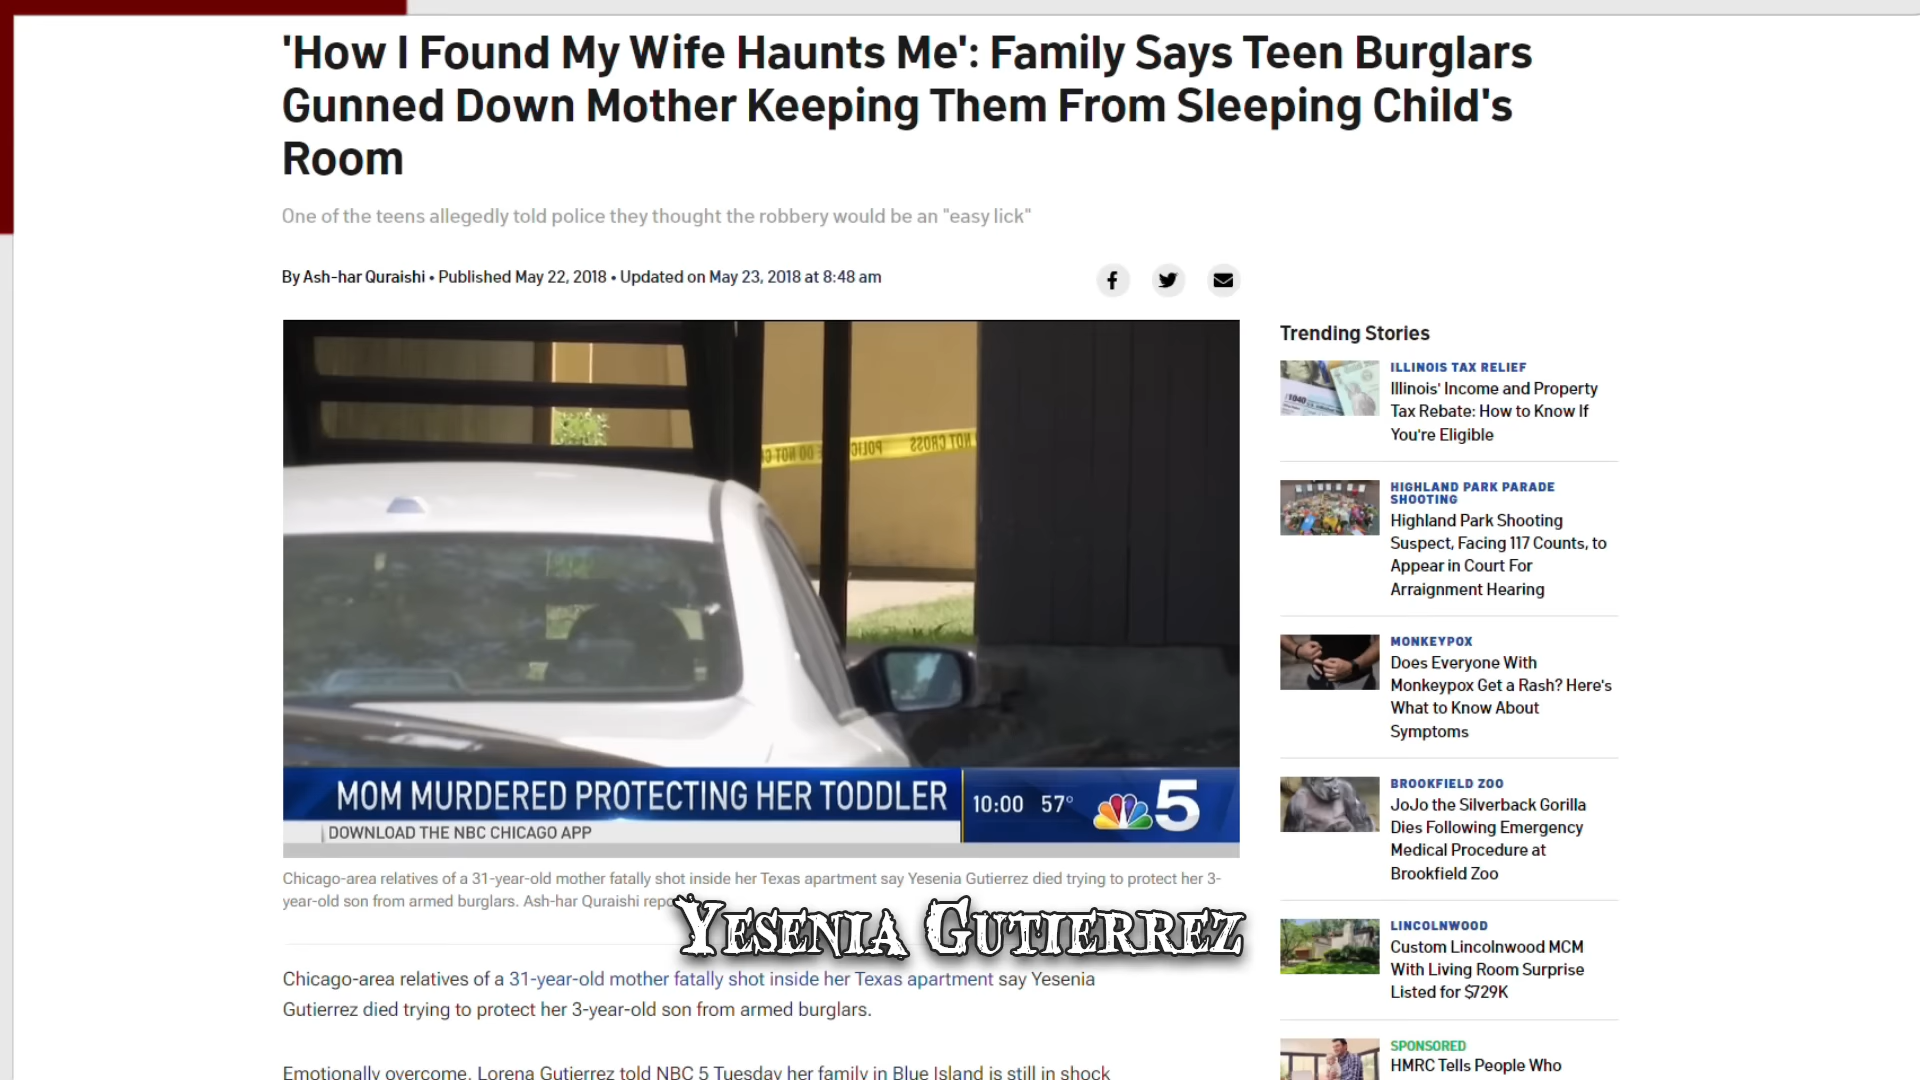 'How I Found My Wife Haunts Me': Family Says Teen Burglars
Gunned Down Mother Keeping Them From Sleeping Child's
Room
One of the teens allegedly told police they thought the robbery would be an "easy lick"
By Ash-har Quraishi • Published May 22, 2018 • Updated on May 23, 2018 at 8:48 am
MOM MURDERED PROTECTING HER TODDLER
10:00 57°
5
DOWNLOAD THE NBC CHICAGO APP
Chicago-area relatives of a 31-year-old mother fatally shot inside her Texas apartment say Yesenia Gutierrez died trying to protect her 3-
year-old son from armed burglars. Ash-har Quraishi
Yesenia Gutierrez
Chicago-area relatives of a 31-year-old mother fatally shot inside her Texas apartment say Yesenia
Gutierrez died trying to protect her 3-year-old son from armed burglars.
Emotionally overcome, Lorena Gutierrez told NBC 5 Tuesday her family in Blue Island is still in shock
Trending Stories
ILLINOIS TAX RELIEF
Illinois' Income and Property
Tax Rebate: How to Know If
You're Eligible
HIGHLAND PARK PARADE
SHOOTING
Highland Park Shooting
Suspect, Facing 117 Counts, to
Appear in Court For
Arraignment Hearing
MONKEYPOX
Does Everyone With
Monkeypox Get a Rash? Here's
What to Know About
Symptoms
BROOKFIELD ZOO
JoJo the Silverback Gorilla
Dies Following Emergency
Medical Procedure at
Brookfield Zoo
LINCOLNWOOD
Custom Lincolnwood MCM
With Living Room Surprise
Listed for $729K
SPONSORED
HMRC Tells People Who